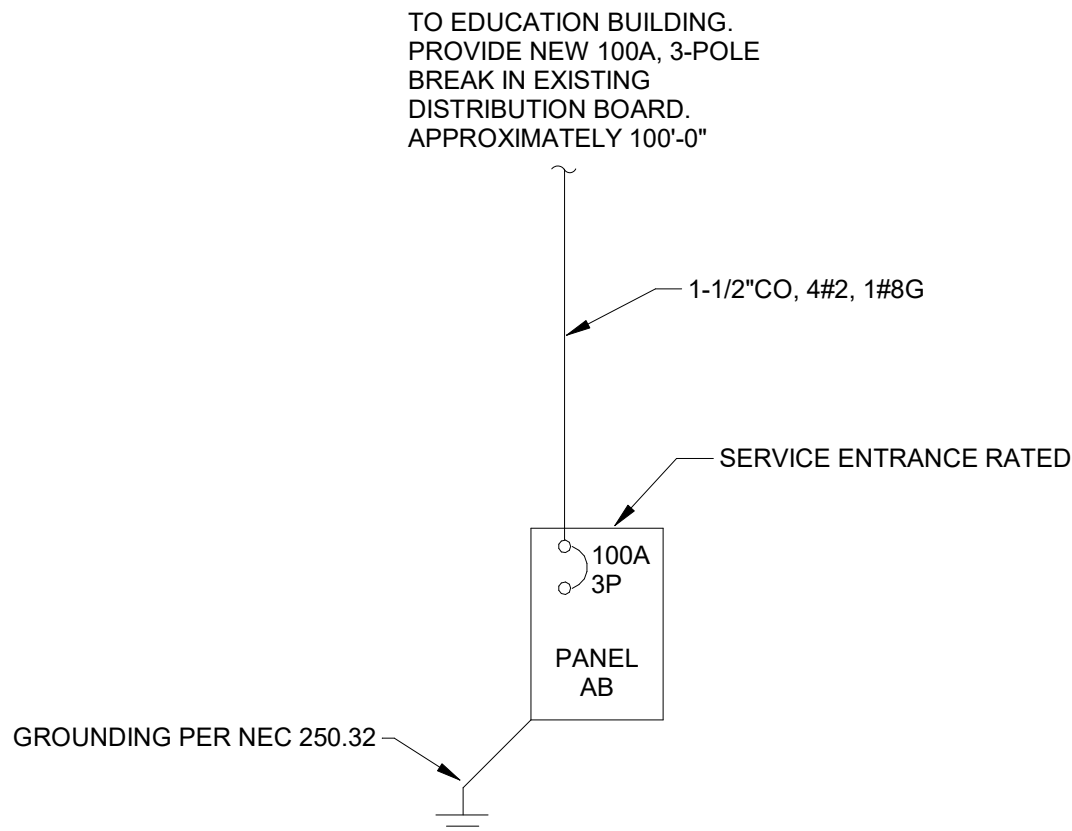 TO EDUCATION BUILDING.
PROVIDE NEW 100A, 3-POLE
BREAK IN EXISTING
DISTRIBUTION BOARD.
APPROXIMATELY 100'-0"
1-1/2"CO, 4#2, 1#8G
SERVICE ENTRANCE RATED
100A
3P
PANEL
AB
GROUNDING PER NEC 250.32